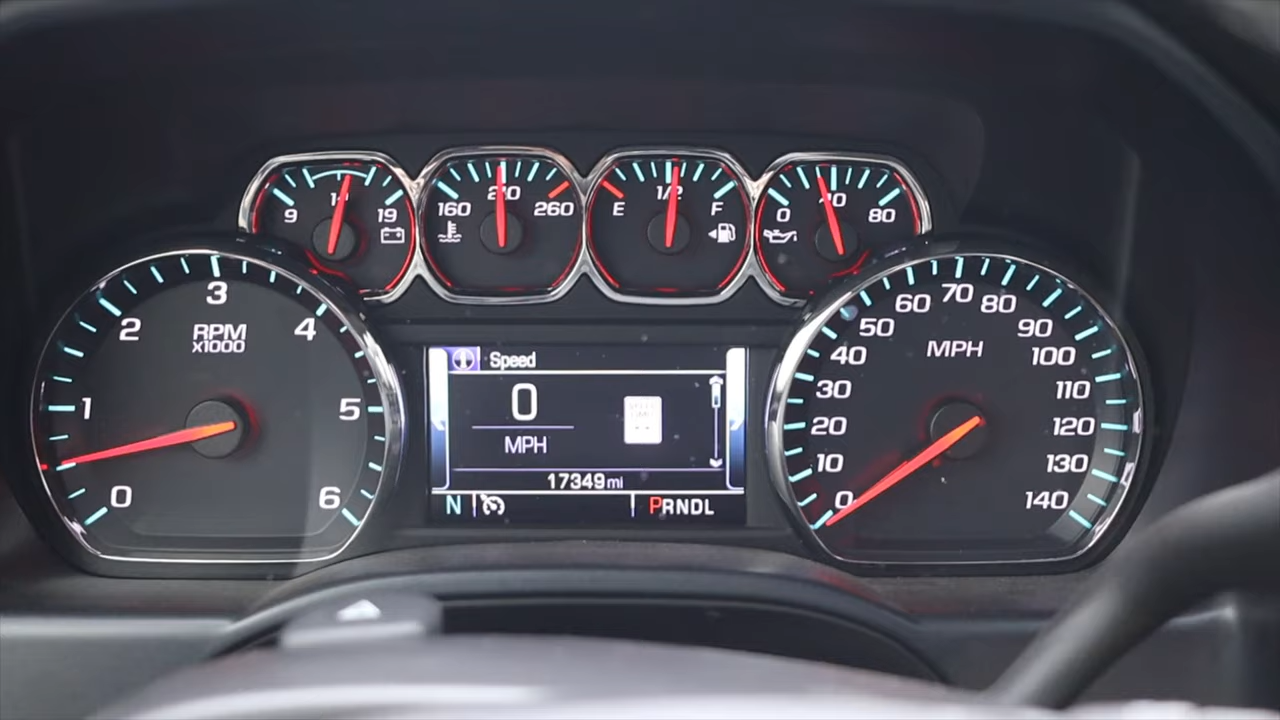 9 14 19
160 210 260
E 1/2 F
0 40 80
0 1 2 3 4 5 6
RPM
x1000
Speed
0
MPH
17349 mi
N PRNDL
0 10 20 30 40 50 60 70 80 90 100 110 120 130 140
MPH